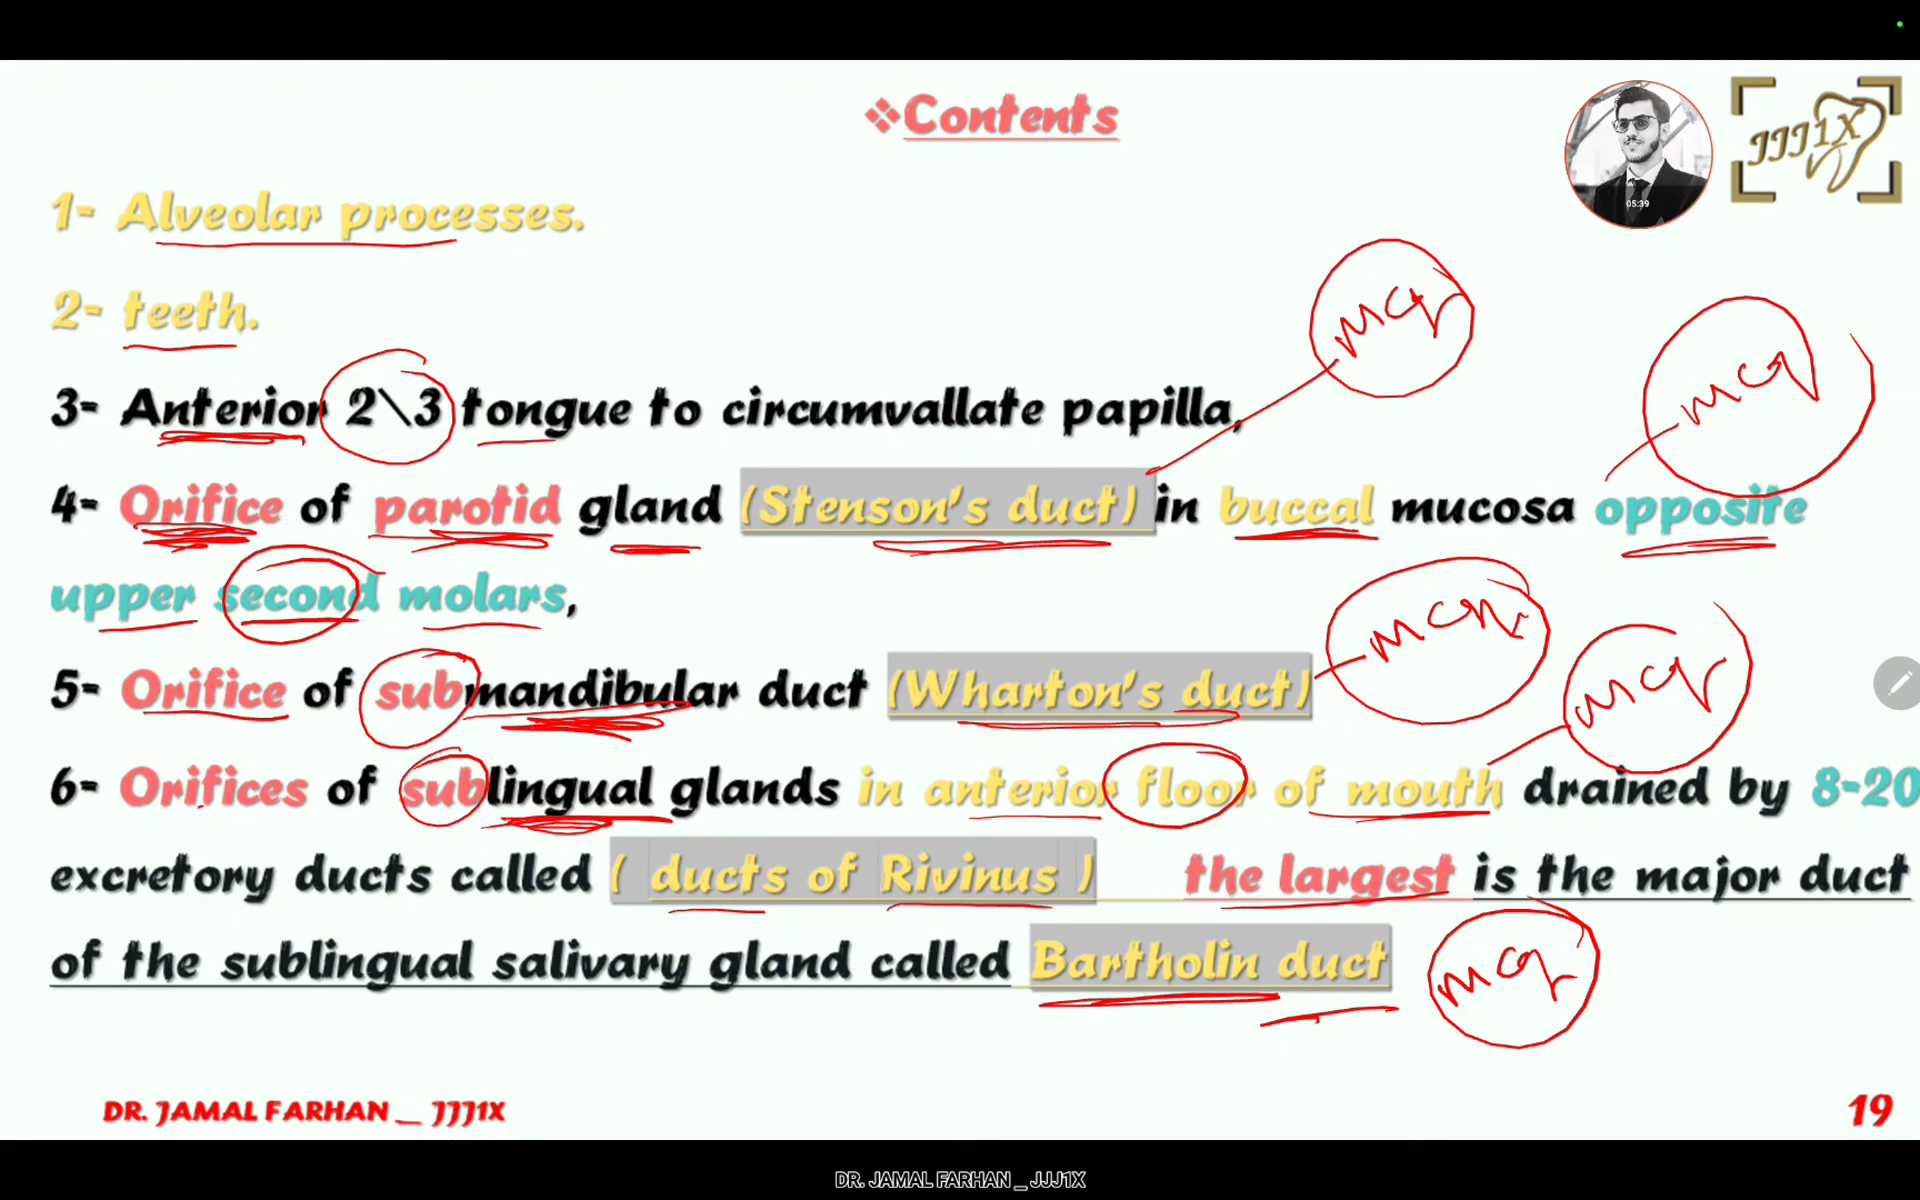 ❖Contents
JJJ1X
05:39
1- Alveolar processes.
2- teeth.
mcq
mcq
3- Anterior 2\3 tongue to circumvallate papilla,
4- Orifice of parotid gland (Stenson's duct) in buccal mucosa opposite
upper second molars,
mcq
mcq
5- Orifice of submandibular duct (Wharton's duct)
6- Orifices of sublingual glands in anterior floor of mouth drained by 8-20
excretory ducts called ( ducts of Rivinus ) the largest is the major duct
of the sublingual salivary gland called Bartholin duct
mcq
DR. JAMAL FARHAN _ JJJ1X
19
DR. JAMAL FARHAN _ JJJ1X